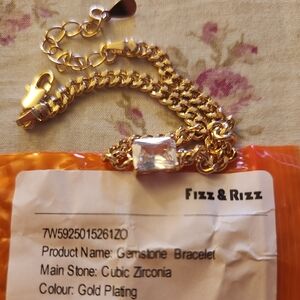 Fizz & Rizz
7W5925015261ZO
Product Name: Gemstone Bracelet
Main Stone: Cubic Zirconia
Colour: Gold Plating